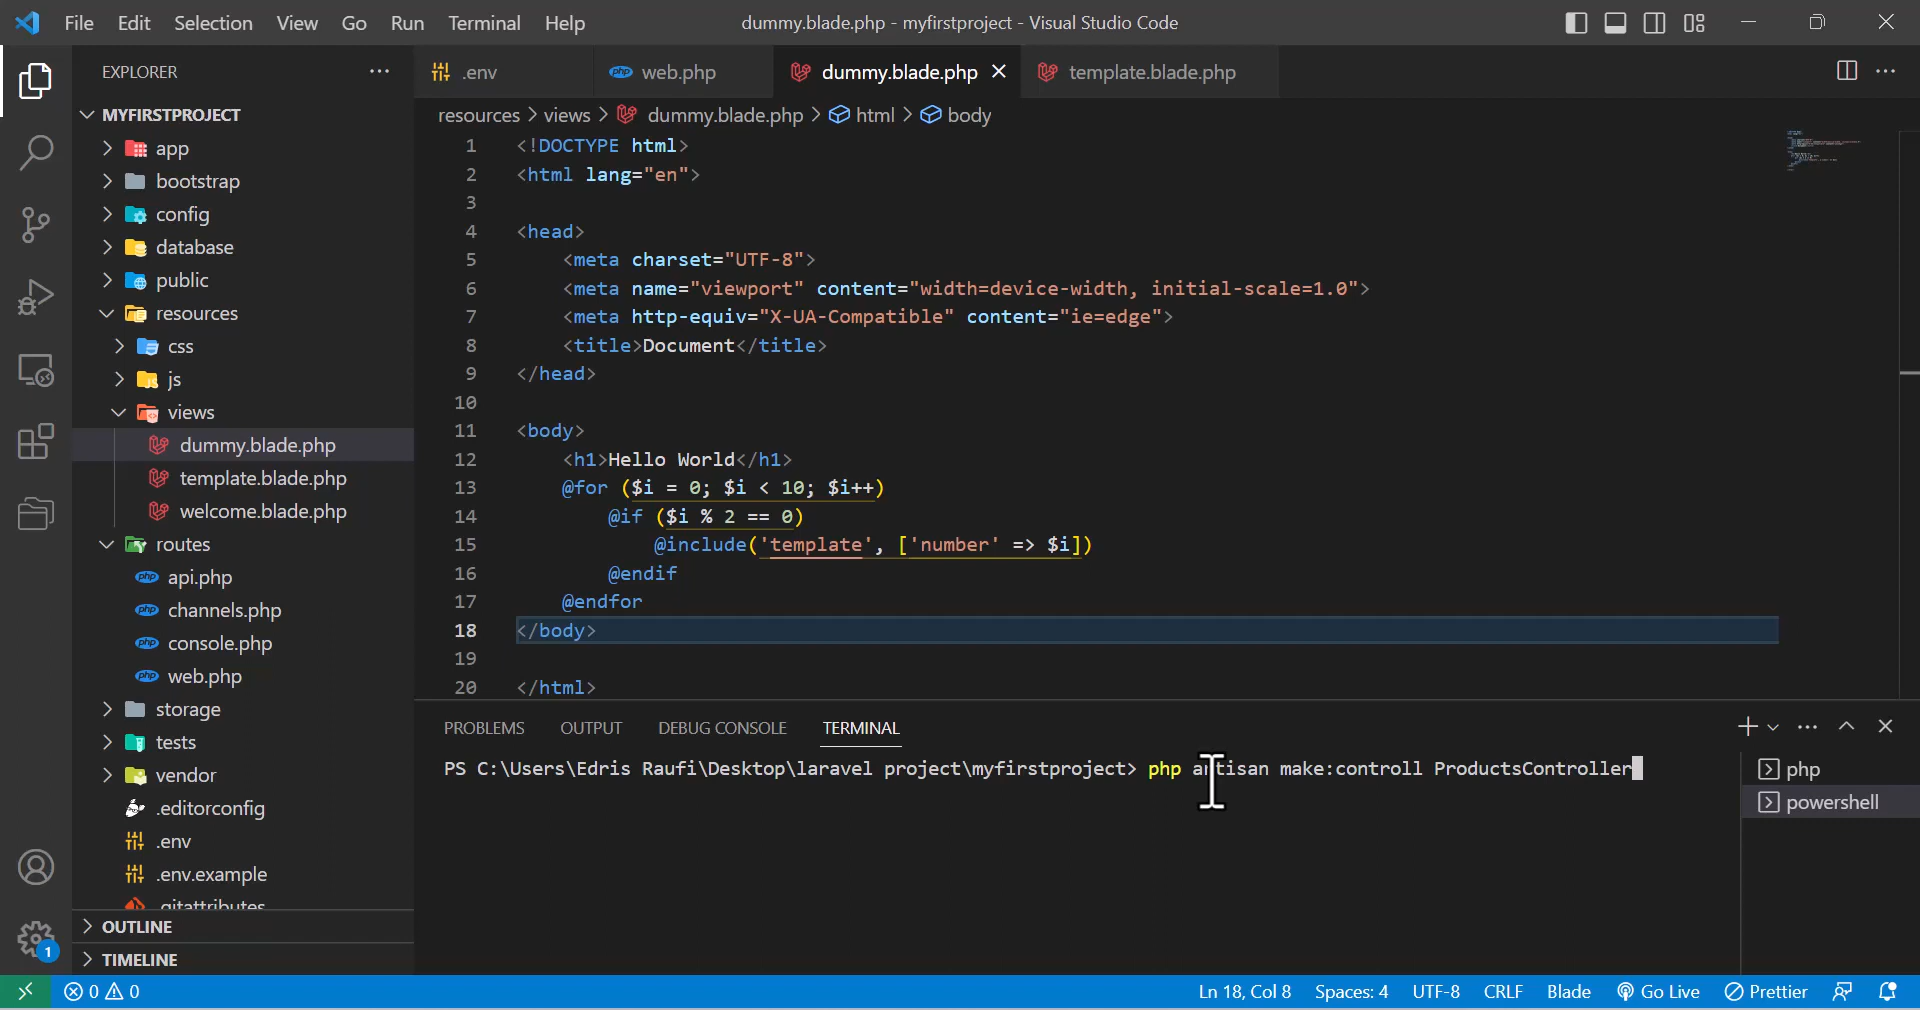 File Edit Selection View Go Run Terminal Help
dummy.blade.php - myfirstproject - Visual Studio Code
EXPLORER
MYFIRSTPROJECT
app
bootstrap
config
database
public
resources
css
js
views
dummy.blade.php
template.blade.php
welcome.blade.php
routes
api.php
channels.php
console.php
web.php
storage
tests
vendor
.editorconfig
.env
.env.example
.gitattributes
OUTLINE
TIMELINE
1
.env
php web.php
dummy.blade.php
template.blade.php
resources > views > dummy.blade.php > html > body
1 <!DOCTYPE html>
2 <html lang="en">
3
4 <head>
5 <meta charset="UTF-8">
6 <meta name="viewport" content="width=device-width, initial-scale=1.0">
7 <meta http-equiv="X-UA-Compatible" content="ie=edge">
8 <title>Document</title>
9 </head>
10
11 <body>
12 <h1>Hello World</h1>
13 @for ($i = 0; $i < 10; $i++)
14 @if ($i % 2 == 0)
15 @include('template', ['number' => $i])
16 @endif
17 @endfor
18 </body>
19
20 </html>
PROBLEMS OUTPUT DEBUG CONSOLE TERMINAL
PS C:\Users\Edris Raufi\Desktop\laravel project\myfirstproject> php artisan make:controll ProductsController
php
powershell
0 0
Ln 18, Col 8 Spaces: 4 UTF-8 CRLF Blade Go Live Prettier